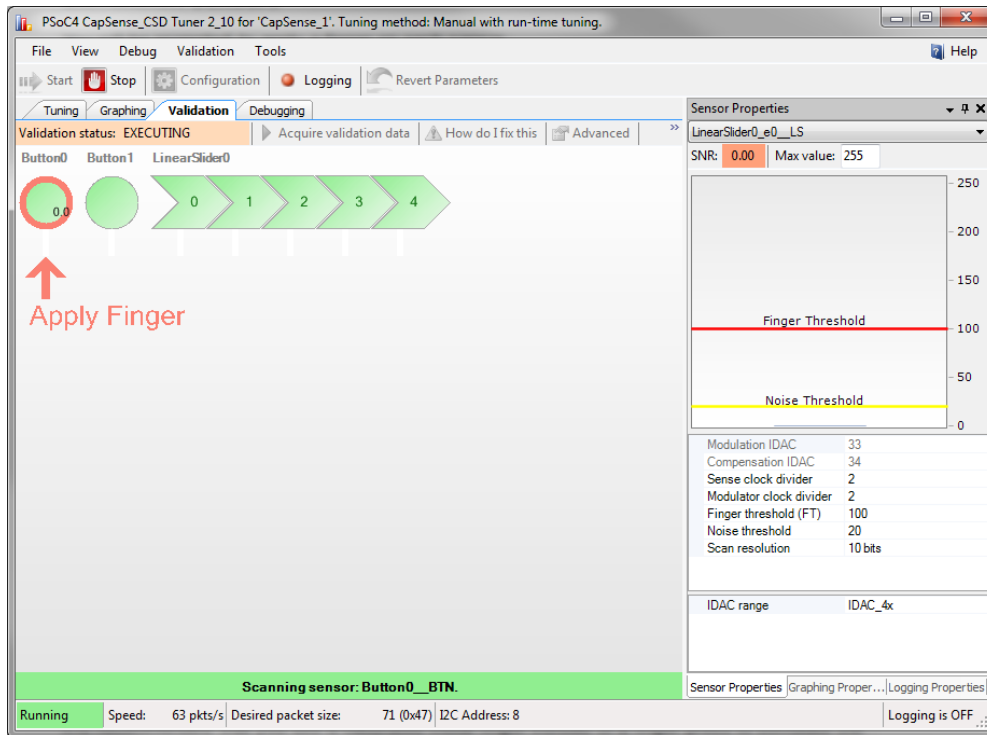 PSoC4 CapSense_CSD Tuner 2_10 for 'CapSense_1'. Tuning method: Manual with run-time tuning.
File View Debug Validation Tools Help
Start Stop Configuration Logging Revert Parameters
Tuning Graphing Validation Debugging
Validation status: EXECUTING Acquire validation data How do I fix this Advanced »
Button0 Button1 LinearSlider0
0.0 0 1 2 3 4
Apply Finger
Scanning sensor: Button0__BTN.
Sensor Properties
LinearSlider0_e0__LS
SNR: 0.00 Max value: 255
250
200
150
Finger Threshold
100
50
Noise Threshold
0
Modulation IDAC 33
Compensation IDAC 34
Sense clock divider 2
Modulator clock divider 2
Finger threshold (FT) 100
Noise threshold 20
Scan resolution 10 bits
IDAC range IDAC_4x
Sensor Properties Graphing Proper... Logging Properties
Running Speed: 63 pkts/s Desired packet size: 71 (0x47) I2C Address: 8 Logging is OFF